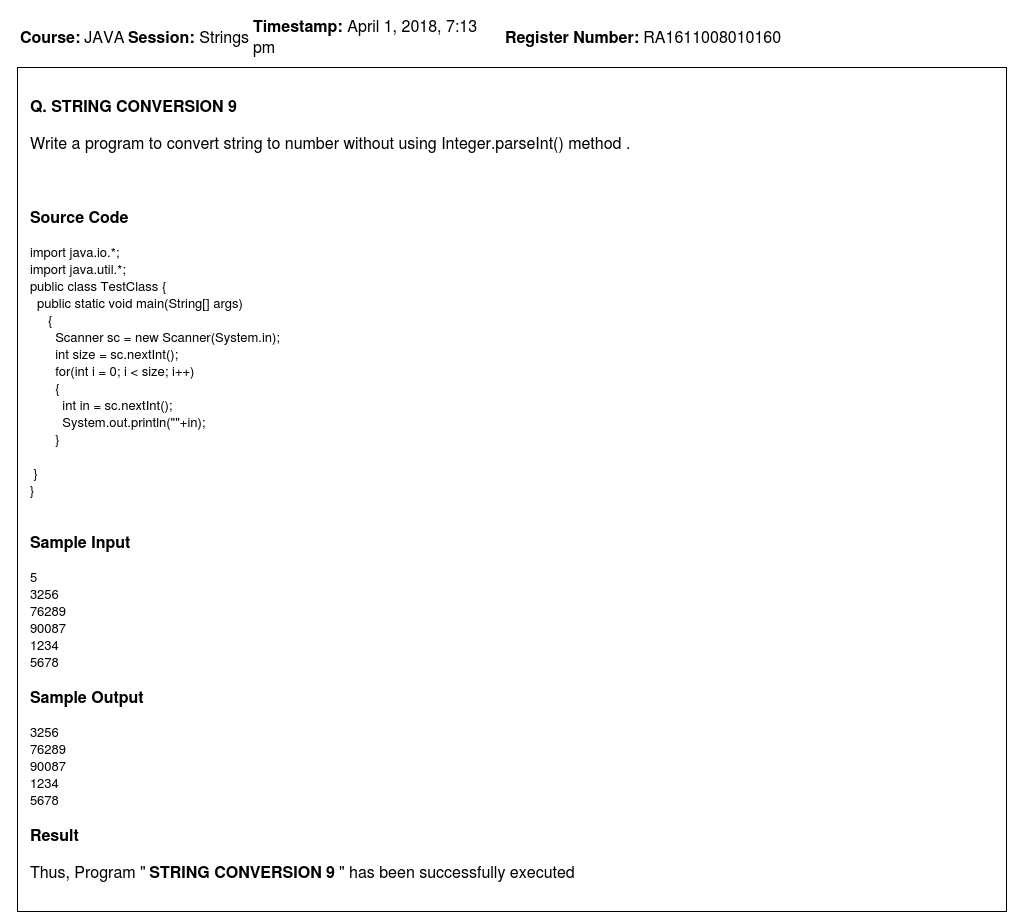 Course: JAVA Session: Strings Timestamp: April 1, 2018, 7:13 pm Register Number: RA1611008010160
Q. STRING CONVERSION 9
Write a program to convert string to number without using Integer.parseInt() method .
Source Code
import java.io.*;
import java.util.*;
public class TestClass {
  public static void main(String[] args)
     {
       Scanner sc = new Scanner(System.in);
       int size = sc.nextInt();
       for(int i = 0; i < size; i++)
       {
         int in = sc.nextInt();
         System.out.println(""+in);
       }
 }
}
Sample Input
5
3256
76289
90087
1234
5678
Sample Output
3256
76289
90087
1234
5678
Result
Thus, Program " STRING CONVERSION 9 " has been successfully executed